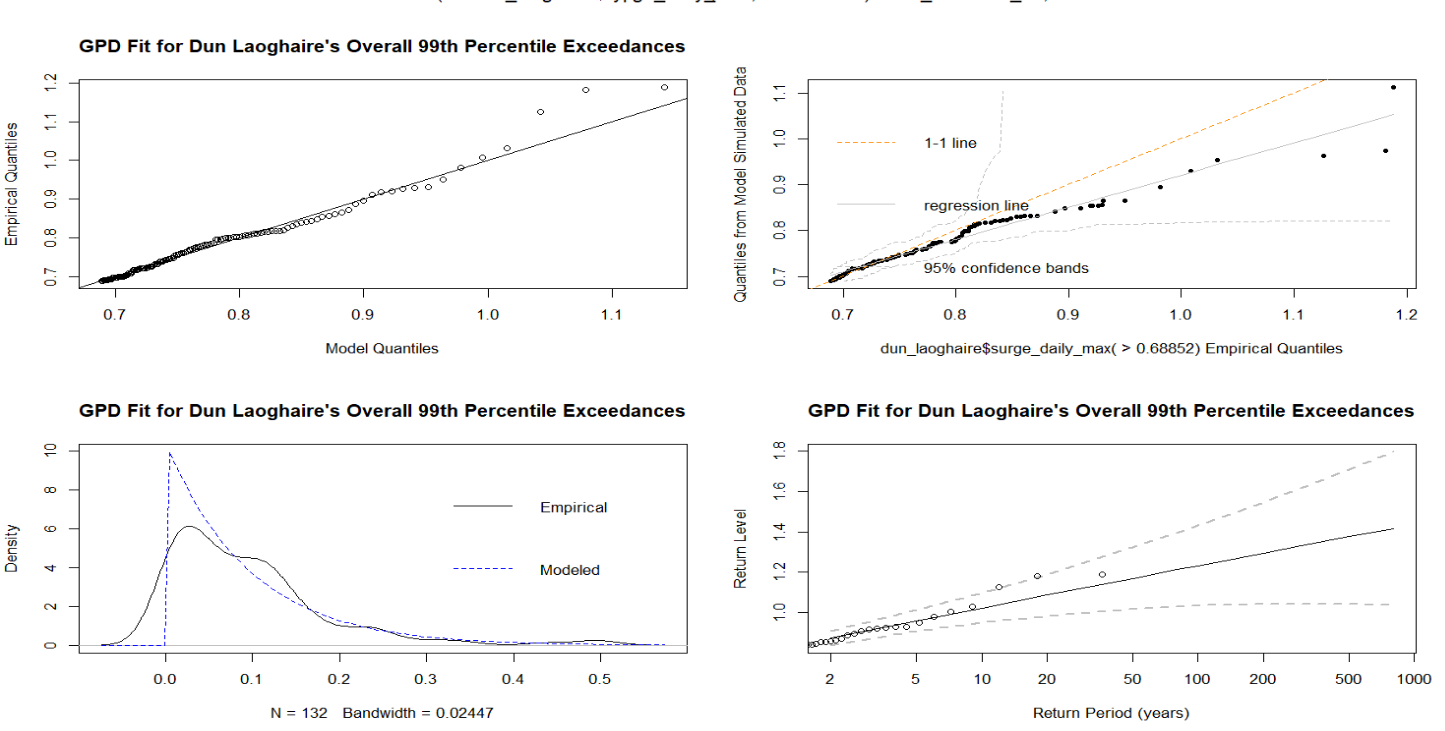 GPD Fit for Dun Laoghaire's Overall 99th Percentile Exceedances
Empirical Quantiles
0.7 0.8 0.9 1.0 1.1 1.2
0.7 0.8 0.9 1.0 1.1
Model Quantiles
Quantiles from Model Simulated Data
0.7 0.8 0.9 1.0 1.1
1-1 line
regression line
95% confidence bands
0.7 0.8 0.9 1.0 1.1 1.2
dun_laoghaire$surge_daily_max( > 0.68852) Empirical Quantiles
GPD Fit for Dun Laoghaire's Overall 99th Percentile Exceedances
Density
0 2 4 6 8 10
Empirical
Modeled
0.0 0.1 0.2 0.3 0.4 0.5
N = 132 Bandwidth = 0.02447
GPD Fit for Dun Laoghaire's Overall 99th Percentile Exceedances
Return Level
1.0 1.2 1.4 1.6 1.8
2 5 10 20 50 100 200 500 1000
Return Period (years)